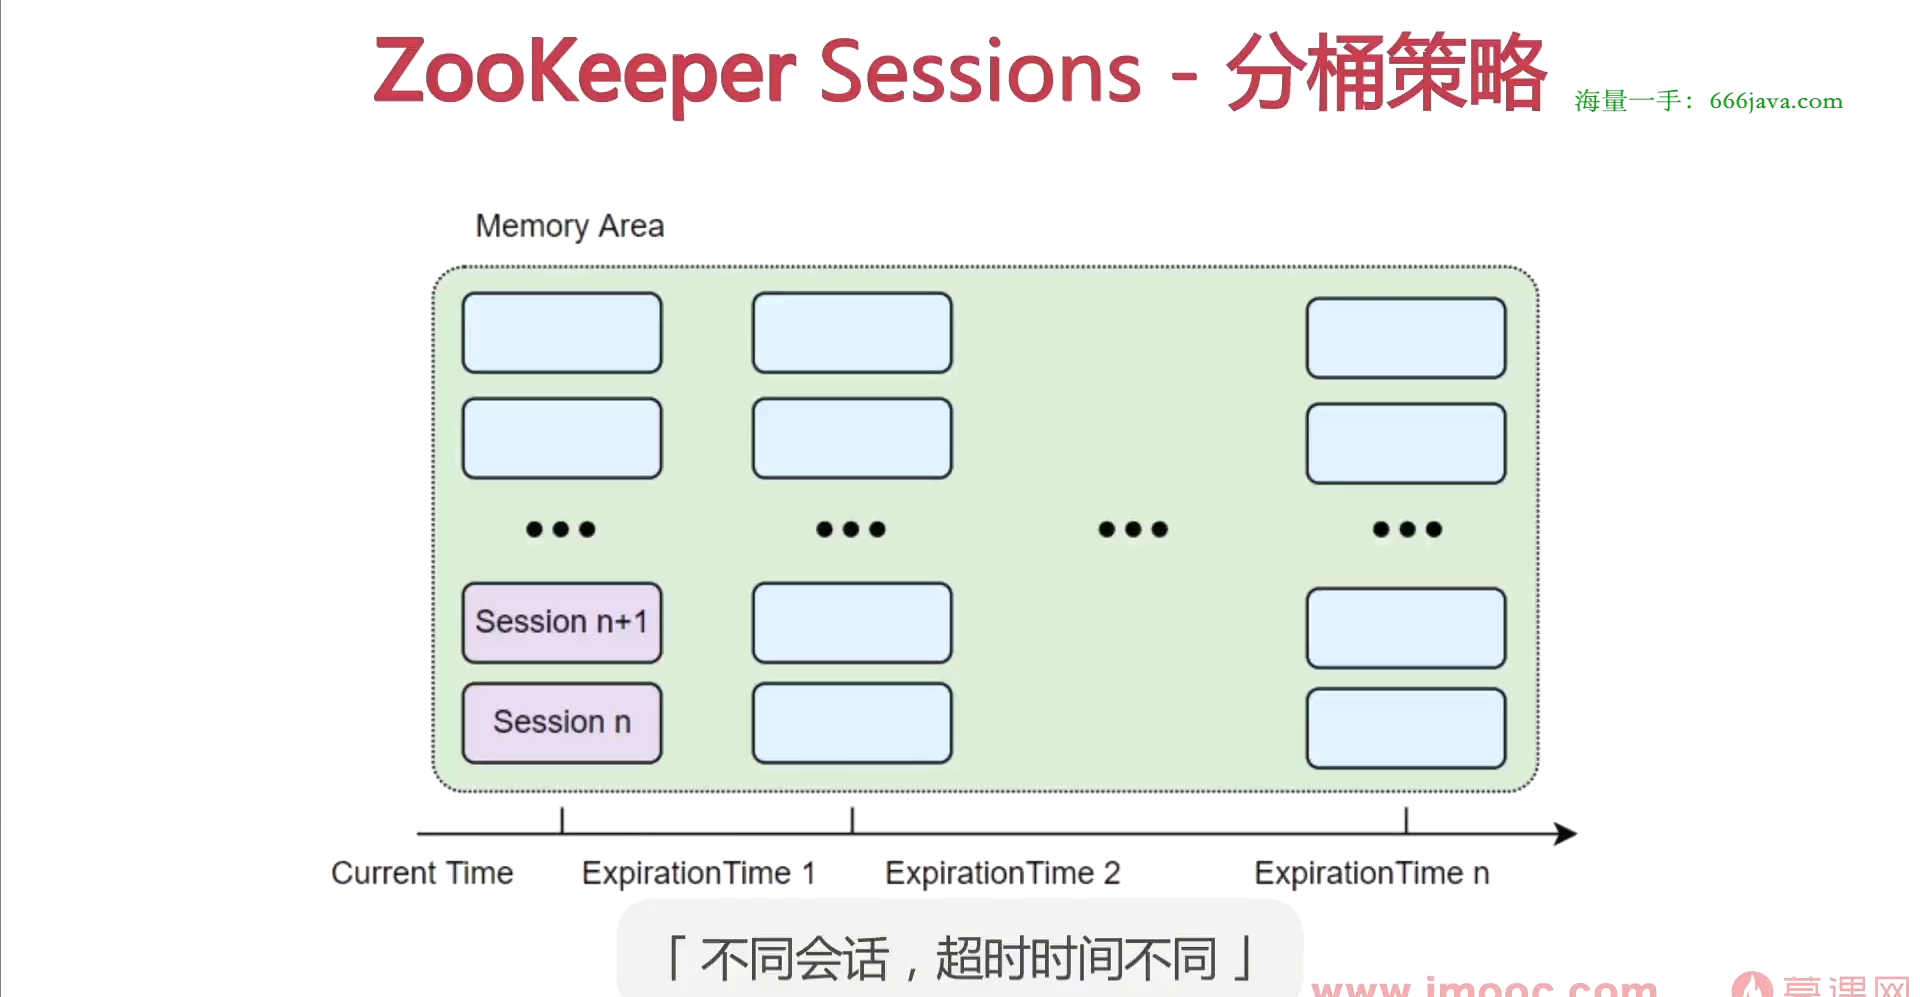 ZooKeeper Sessions - 分桶策略
海量一手：666java.com
Memory Area
Session n+1
Session n
Current Time
ExpirationTime 1
ExpirationTime 2
ExpirationTime n
「不同会话，超时时间不同」
www.imooc.com
慕课网